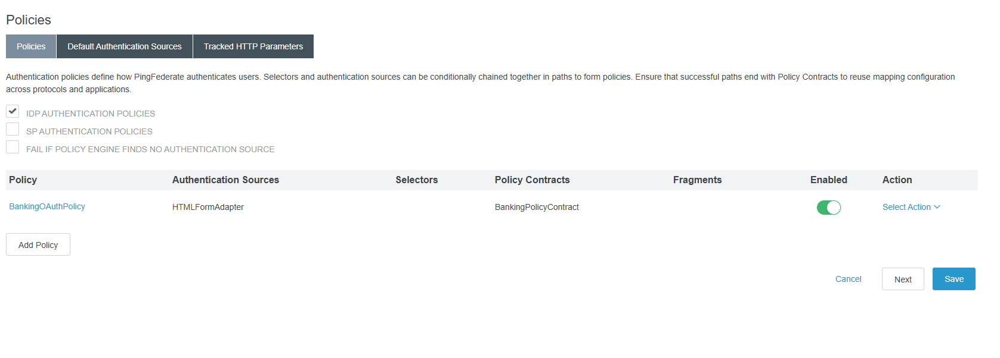 Policies
Policies Default Authentication Sources Tracked HTTP Parameters
Authentication policies define how PingFederate authenticates users. Selectors and authentication sources can be conditionally chained together in paths to form policies. Ensure that successful paths end with Policy Contracts to reuse mapping configuration
across protocols and applications.
IDP AUTHENTICATION POLICIES
SP AUTHENTICATION POLICIES
FAIL IF POLICY ENGINE FINDS NO AUTHENTICATION SOURCE
Policy Authentication Sources Selectors Policy Contracts Fragments Enabled Action
BankingOAuthPolicy HTMLFormAdapter BankingPolicyContract Select Action
Add Policy
Cancel Next Save